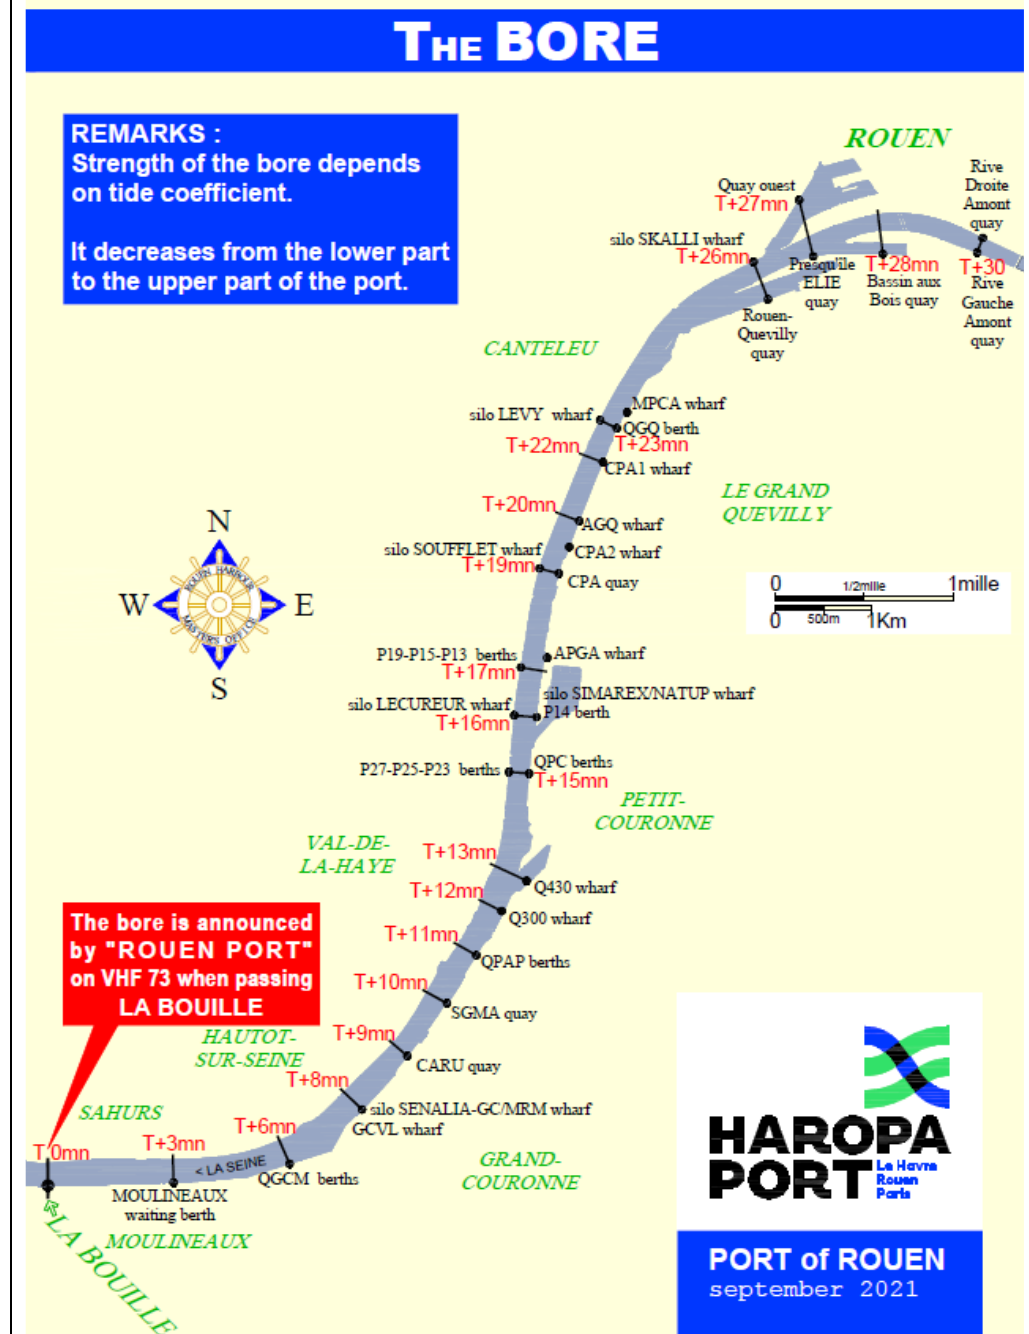 THE BORE
REMARKS :
Strength of the bore depends
on tide coefficient.
It decreases from the lower part
to the upper part of the port.
ROUEN
Rive
Droite
Amont
quay
Quay ouest
T+27mn
silo SKALLI wharf
T+26mn
Presqu'île
ELIE
quay
T+28mn
Bassin aux
Bois quay
T+30
Rive
Gauche
Amont
quay
Rouen-
Quevilly
quay
CANTELEU
MPCA wharf
silo LEVY wharf
QGQ berth
T+23mn
T+22mn
CPA1 wharf
LE GRAND
QUEVILLY
T+20mn
AGQ wharf
silo SOUFFLET wharf
CPA2 wharf
T+19mn
CPA quay
N
W
E
S
ROUEN HARBOUR
MASTER'S OFFICE
0
1/2mille
1mille
0
500m
1Km
P19-P15-P13 berths
APGA wharf
T+17mn
silo SIMAREX/NATUP wharf
silo LECUREUR wharf
P14 berth
T+16mn
QPC berths
P27-P25-P23 berths
T+15mn
PETIT-
COURONNE
VAL-DE-
LA-HAYE
T+13mn
T+12mn
Q430 wharf
Q300 wharf
T+11mn
QPAP berths
T+10mn
SGMA quay
The bore is announced
by "ROUEN PORT"
on VHF 73 when passing
LA BOUILLE
HAUTOT-
SUR-SEINE
T+9mn
CARU quay
T+8mn
silo SENALIA-GC/MRM wharf
GCVL wharf
SAHURS
T+6mn
T 0mn
T+3mn
< LA SEINE
QGCM berths
GRAND-
COURONNE
MOULINEAUX
waiting berth
MOULINEAUX
LA BOUILLE
HAROPA
PORT
Le Havre
Rouen
Paris
PORT of ROUEN
september 2021